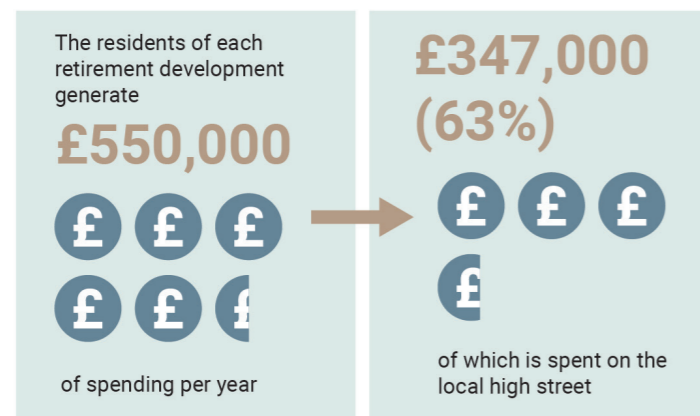 The residents of each
retirement development
generate
£550,000
£ £ £
£ £ £
of spending per year
£347,000
(63%)
£ £ £
£
of which is spent on the
local high street